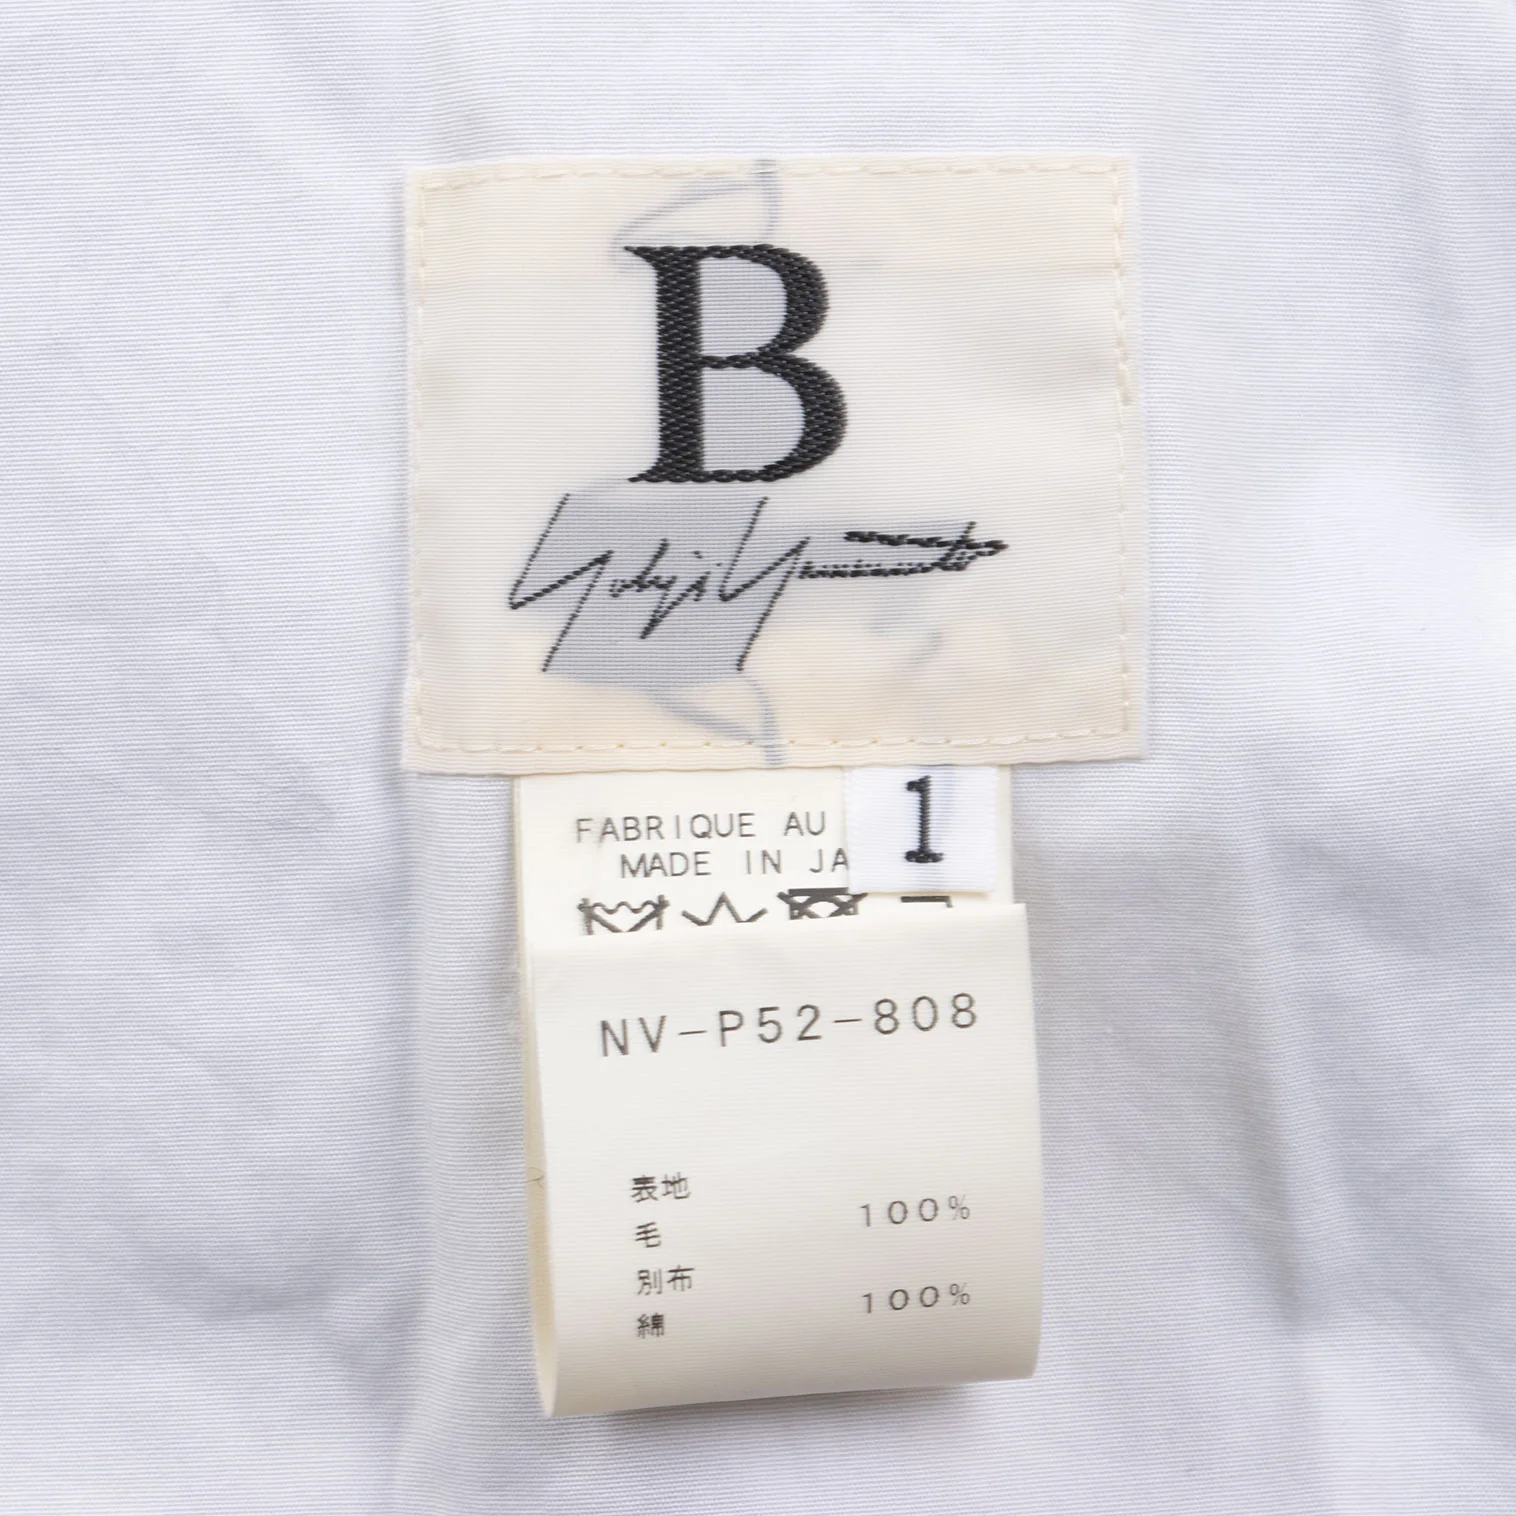 B
Yohji Yamamoto
1
FABRIQUE AU
MADE IN JA
NV-P52-808
表地
毛 100%
別布
綿 100%